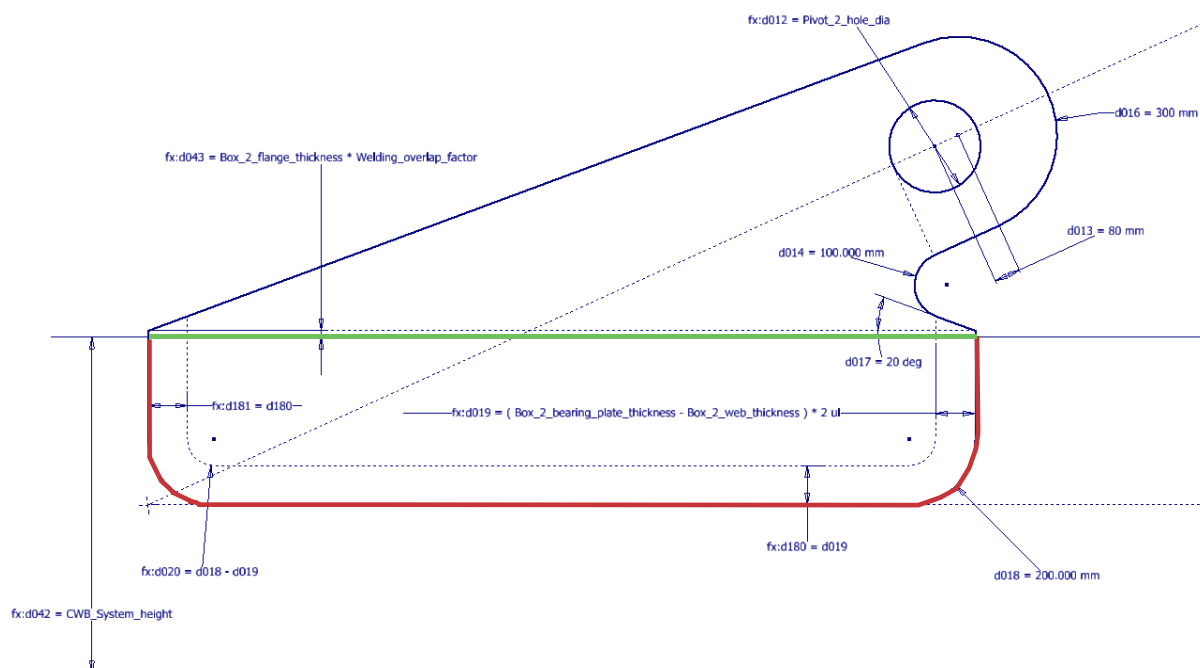 fx:d012 = Pivot_2_hole_dia
d016 = 300 mm
fx:d043 = Box_2_flange_thickness * Welding_overlap_factor
d013 = 80 mm
d014 = 100.000 mm
d017 = 20 deg
fx:d181 = d180
fx:d019 = ( Box_2_bearing_plate_thickness - Box_2_web_thickness ) * 2 ul
fx:d180 = d019
fx:d020 = d018 - d019
d018 = 200.000 mm
fx:d042 = CWB_System_height